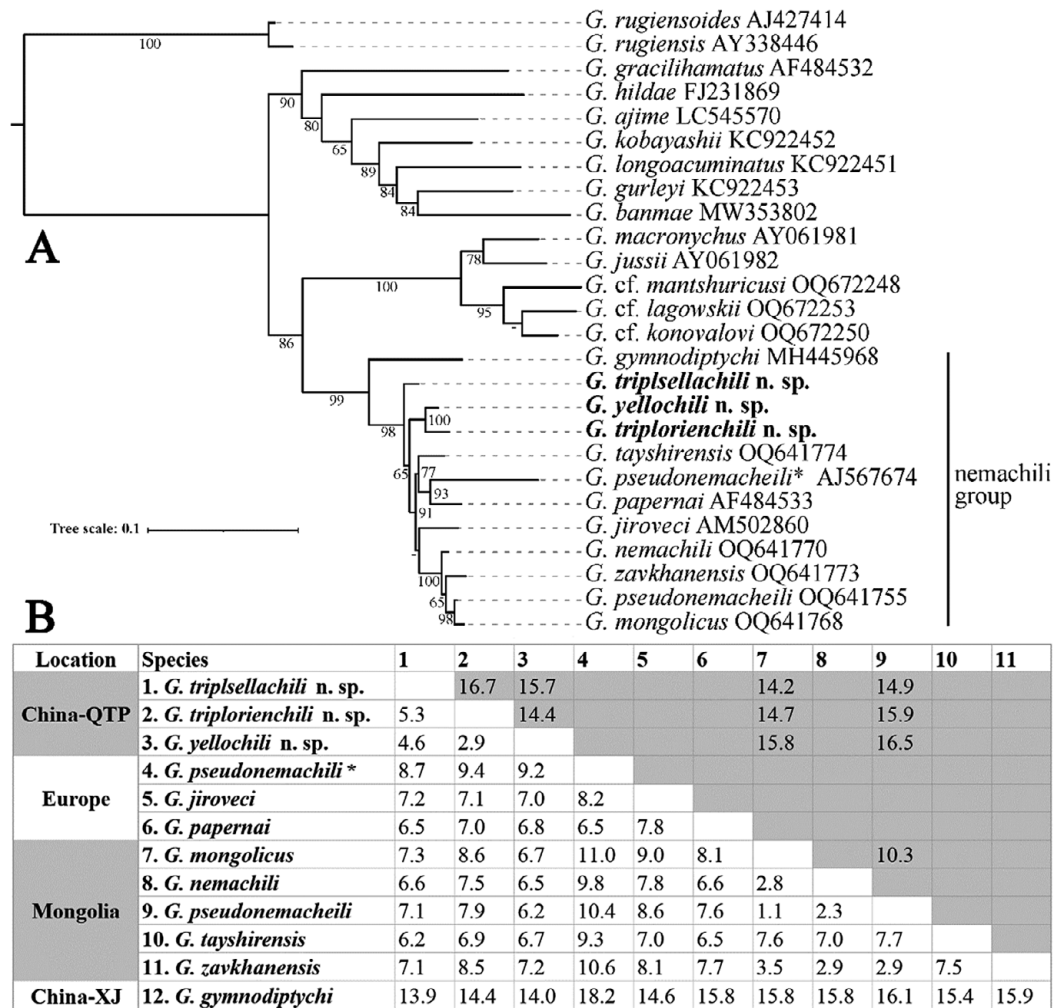 G. rugiensoides AJ427414
100
G. rugiensis AY338446
G. gracilihamatus AF484532
90
G. hildae FJ231869
80
G. ajime LC545570
65
G. kobayashii KC922452
89
G. longoacuminatus KC922451
84
G. gurleyi KC922453
84
G. banmae MW353802
A
G. macronychus AY061981
78
G. jussii AY061982
100
G. cf. mantshuricusi OQ672248
95
G. cf. lagowskii OQ672253
-
G. cf. konovalovi OQ672250
86
G. gymnodiptychi MH445968
99
G. triplsellachili n. sp.
G. yellochili n. sp.
100
98
G. triplorienchili n. sp.
G. tayshirensis OQ641774
65 77
G. pseudonemacheili* AJ567674
93
nemachili
group
G. papernai AF484533
91
Tree scale: 0.1
G. jiroveci AM502860
-
G. nemachili OQ641770
100
G. zavkhanensis OQ641773
65
G. pseudonemacheili OQ641755
98
G. mongolicus OQ641768
B
Location Species 1 2 3 4 5 6 7 8 9 10 11
China-QTP
1. G. triplsellachili n. sp. 16.7 15.7 14.2 14.9
2. G. triplorienchili n. sp. 5.3 14.4 14.7 15.9
3. G. yellochili n. sp. 4.6 2.9 15.8 16.5
Europe
4. G. pseudonemachili * 8.7 9.4 9.2
5. G. jiroveci 7.2 7.1 7.0 8.2
6. G. papernai 6.5 7.0 6.8 6.5 7.8
Mongolia
7. G. mongolicus 7.3 8.6 6.7 11.0 9.0 8.1 10.3
8. G. nemachili 6.6 7.5 6.5 9.8 7.8 6.6 2.8
9. G. pseudonemacheili 7.1 7.9 6.2 10.4 8.6 7.6 1.1 2.3
10. G. tayshirensis 6.2 6.9 6.7 9.3 7.0 6.5 7.6 7.0 7.7
11. G. zavkhanensis 7.1 8.5 7.2 10.6 8.1 7.7 3.5 2.9 2.9 7.5
China-XJ 12. G. gymnodiptychi 13.9 14.4 14.0 18.2 14.6 15.8 15.8 15.8 16.1 15.4 15.9